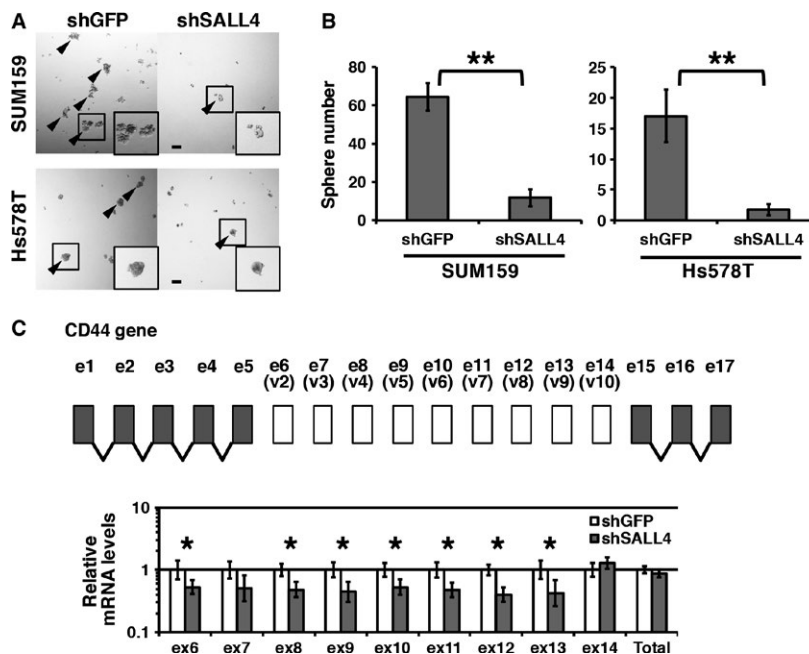 A
shGFP shSALL4
SUM159
Hs578T
B
Sphere number
**
80
60
40
20
0
shGFP shSALL4
SUM159
**
25
20
15
10
5
0
shGFP shSALL4
Hs578T
C CD44 gene
e1 e2 e3 e4 e5 e6 e7 e8 e9 e10 e11 e12 e13 e14 e15 e16 e17
(v2) (v3) (v4) (v5) (v6) (v7) (v8) (v9) (v10)
Relative
mRNA levels
10
1
0.1
* * * * * * *
shGFP
shSALL4
ex6 ex7 ex8 ex9 ex10 ex11 ex12 ex13 ex14 Total